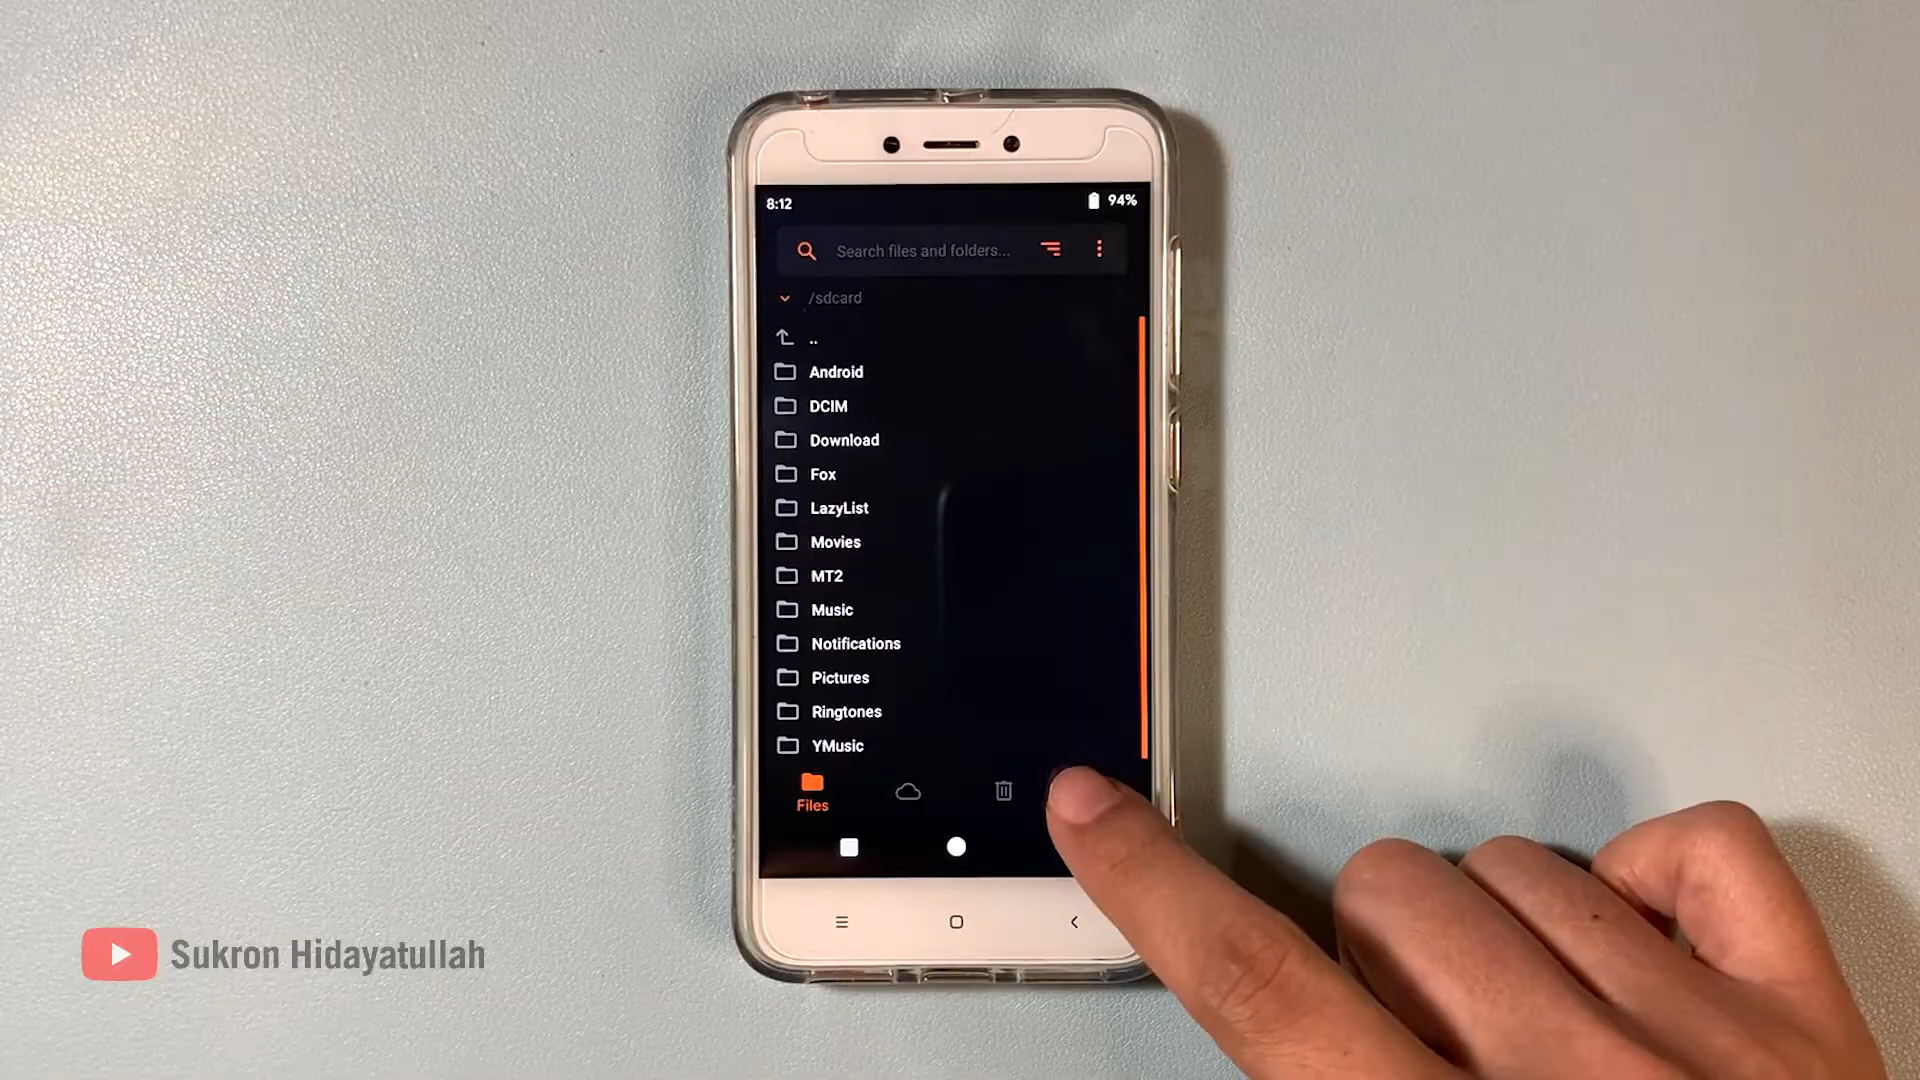 8:12
94%
Search files and folders...
/sdcard
..
Android
DCIM
Download
Fox
LazyList
Movies
MT2
Music
Notifications
Pictures
Ringtones
YMusic
Files
Sukron Hidayatullah